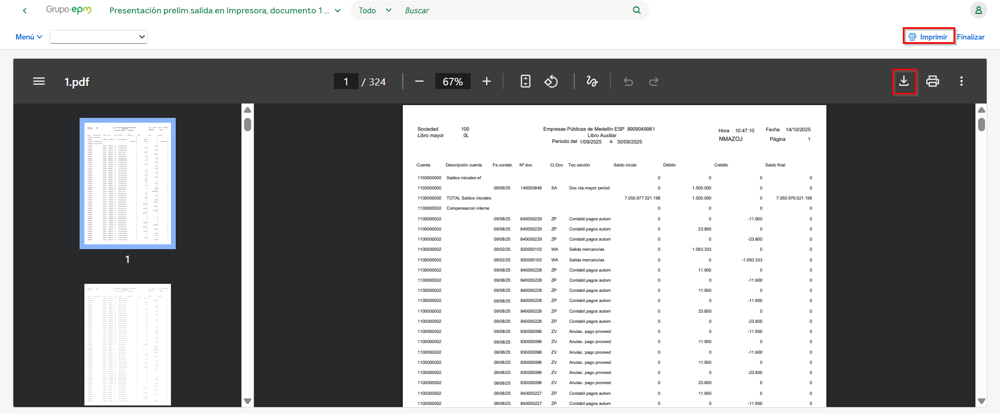 Grupo·epm Presentación prelim.salida en impresora, documento 1 ... Todo Buscar
Menú Imprimir Finalizar
1.pdf 1 / 324 67%
1
Sociedad 100 Empresas Públicas de Medellín ESP 8909049961 Hora 10:47:10 Fecha 14/10/2025
Libro mayor 0L Libro Auxiliar NMAZOJ Página 1
Periodo del 1/09/2025 a 30/09/2025
Cuenta Descripción cuenta Fe.contab. Nº doc. Cl.Doc Teo osición Saldo inicial Débito Crédito Saldo final
1100000000 Saldos iniciales ef 0 0 0 0
1100000000 09/06/25 140003848 SA Doc cta.mayor period 0 1.500.000 0 0
1100000000 TOTAL Saldos iniciales 7.050.977.521.198 1.500.000 0 7.050.979.021.198
1100000002 Compensacion interne 0 0 0 0
1100000002 09/08/25 840000229 ZP Contabil.pagos autom 0 0 -11.900 0
1100000002 09/08/25 840000229 ZP Contabil.pagos autom 0 23.800 0 0
1100000002 09/08/25 840000229 ZP Contabil.pagos autom 0 0 -23.800 0
1100000002 09/02/25 920000103 WA Salida mercancías 0 1.093.333 0 0
1100000002 09/02/25 920000103 WA Salida mercancías 0 0 -1.093.333 0
1100000002 09/08/25 840000228 ZP Contabil.pagos autom 0 11.900 0 0
1100000002 09/08/25 840000228 ZP Contabil.pagos autom 0 0 -11.900 0
1100000002 09/08/25 840000228 ZP Contabil.pagos autom 0 11.900 0 0
1100000002 09/08/25 840000228 ZP Contabil.pagos autom 0 0 -11.900 0
1100000002 09/08/25 840000228 ZP Contabil.pagos autom 0 23.800 0 0
1100000002 09/08/25 840000228 ZP Contabil.pagos autom 0 0 -23.800 0
1100000002 09/08/25 830000096 ZV Anulac. pago proveed 0 0 -11.900 0
1100000002 09/08/25 830000096 ZV Anulac. pago proveed 0 11.900 0 0
1100000002 09/08/25 830000096 ZV Anulac. pago proveed 0 0 -11.900 0
1100000002 09/08/25 830000096 ZV Anulac. pago proveed 0 11.900 0 0
1100000002 09/08/25 830000096 ZV Anulac. pago proveed 0 0 -23.800 0
1100000002 09/08/25 830000096 ZV Anulac. pago proveed 0 23.800 0 0
1100000002 09/08/25 840000227 ZP Contabil.pagos autom 0 11.900 0 0
1100000002 09/08/25 840000227 ZP Contabil.pagos autom 0 0 -11.900 0